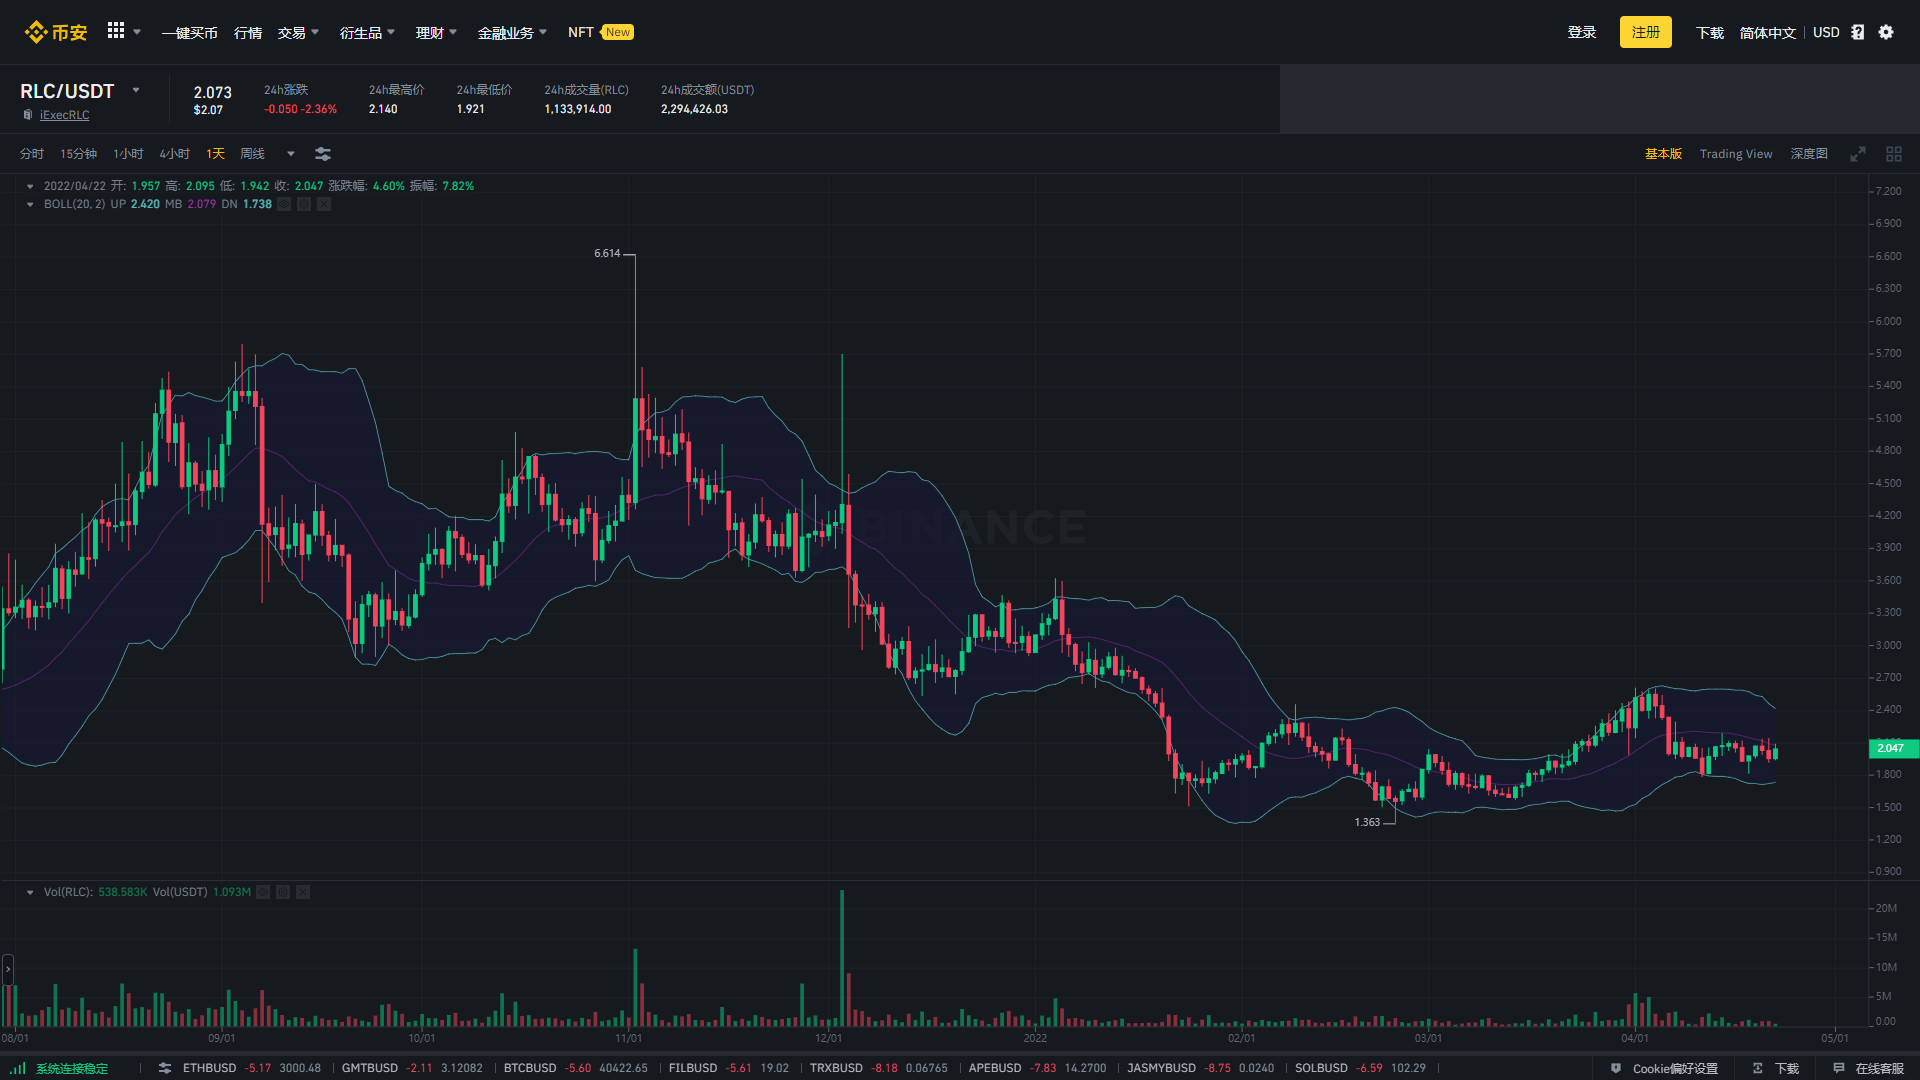 币安 一键买币 行情 交易 衍生品 理财 金融业务 NFT New 登录 注册 下载 简体中文 USD
RLC/USDT 2.073 24h涨跌 24h最高价 24h最低价 24h成交量(RLC) 24h成交额(USDT)
iExecRLC $2.07 -0.050 -2.36% 2.140 1.921 1,133,914.00 2,294,426.03
分时 15分钟 1小时 4小时 1天 周线 基本版 Trading View 深度图
2022/04/22 开: 1.957 高: 2.095 低: 1.942 收: 2.047 涨跌幅: 4.60% 振幅: 7.82%
BOLL(20, 2) UP 2.420 MB 2.079 DN 1.738
7.200
6.900
6.614
6.600
6.300
6.000
5.700
5.400
5.100
4.800
4.500
4.200
BINANCE
3.900
3.600
3.300
3.000
2.700
2.400
2.047
1.800
1.500
1.363
1.200
0.900
Vol(RLC): 538.583K Vol(USDT) 1.093M
20M
15M
10M
5M
0.00
08/01 09/01 10/01 11/01 12/01 2022 02/01 03/01 04/01 05/01
系统连接稳定 ETHBUSD -5.17 3000.48 GMTBUSD -2.11 3.12082 BTCBUSD -5.60 40422.65 FILBUSD -5.61 19.02 TRXBUSD -8.18 0.06765 APEBUSD -7.83 14.2700 JASMYBUSD -8.75 0.0240 SOLBUSD -6.59 102.29 Cookie偏好设置 下载 在线客服